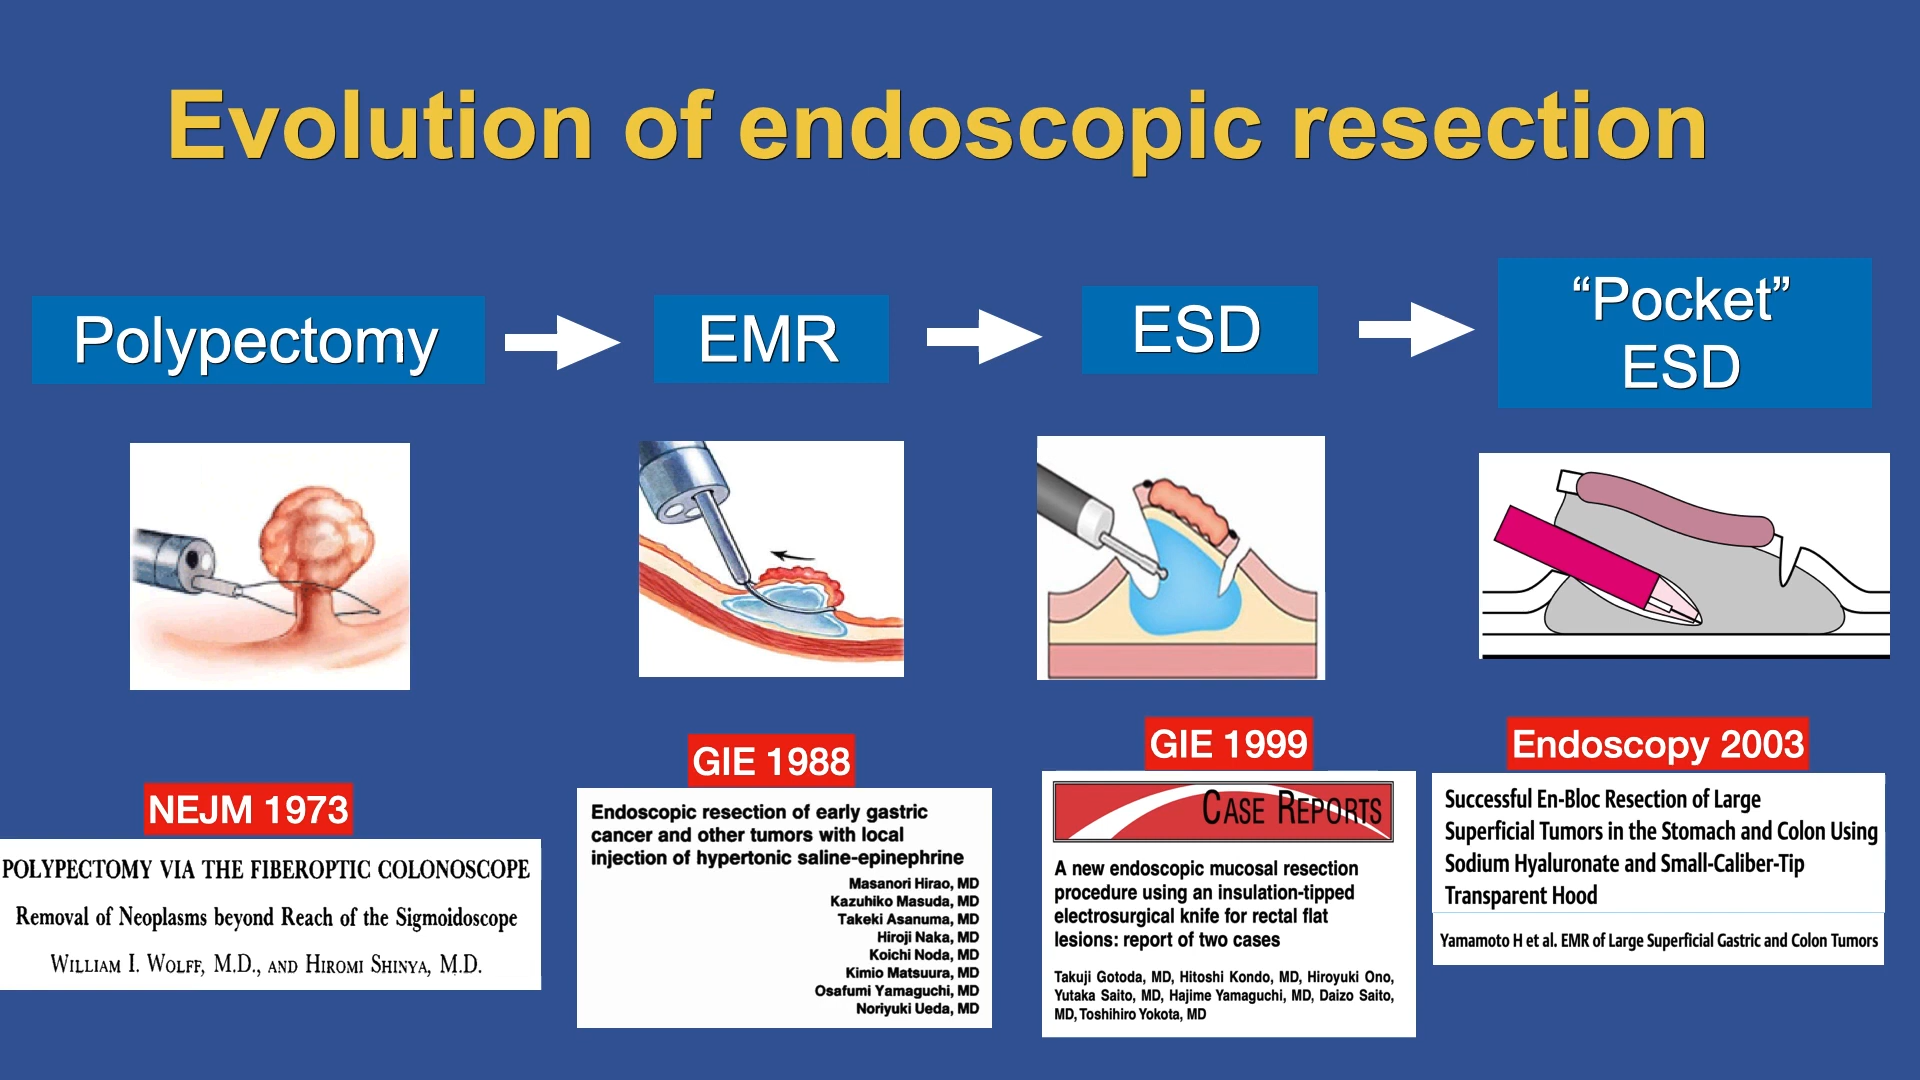 Evolution of endoscopic resection
Polypectomy
EMR
ESD
“Pocket”
ESD
NEJM 1973
POLYPECTOMY VIA THE FIBEROPTIC COLONOSCOPE
Removal of Neoplasms beyond Reach of the Sigmoidoscope
WILLIAM I. WOLFF, M.D., AND HIROMI SHINYA, M.D.
GIE 1988
Endoscopic resection of early gastric
cancer and other tumors with local
injection of hypertonic saline-epinephrine
Masanori Hirao, MD
Kazuhiko Masuda, MD
Takeki Asanuma, MD
Hiroji Naka, MD
Koichi Noda, MD
Kimio Matsuura, MD
Osafumi Yamaguchi, MD
Noriyuki Ueda, MD
GIE 1999
CASE REPORTS
A new endoscopic mucosal resection
procedure using an insulation-tipped
electrosurgical knife for rectal flat
lesions: report of two cases
Takuji Gotoda, MD, Hitoshi Kondo, MD, Hiroyuki Ono,
Yutaka Saito, MD, Hajime Yamaguchi, MD, Daizo Saito,
MD, Toshihiro Yokota, MD
Endoscopy 2003
Successful En-Bloc Resection of Large
Superficial Tumors in the Stomach and Colon Using
Sodium Hyaluronate and Small-Caliber-Tip
Transparent Hood
Yamamoto H et al. EMR of Large Superficial Gastric and Colon Tumors